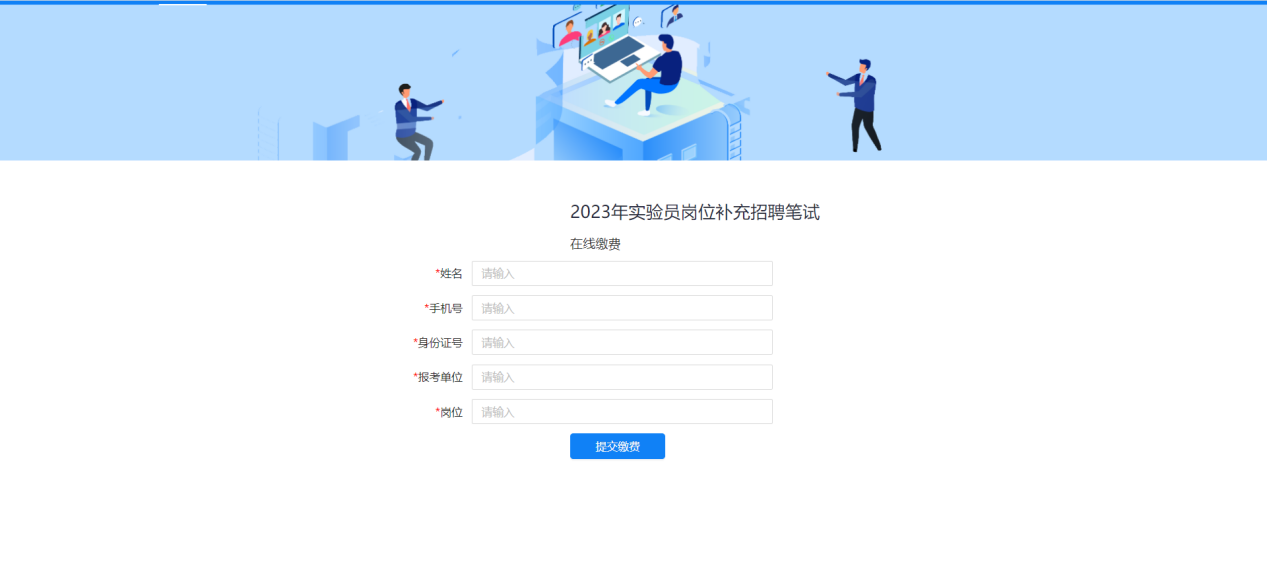 2023年实验员岗位补充招聘笔试
在线缴费
*姓名 请输入
*手机号 请输入
*身份证号 请输入
*报考单位 请输入
*岗位 请输入
提交缴费